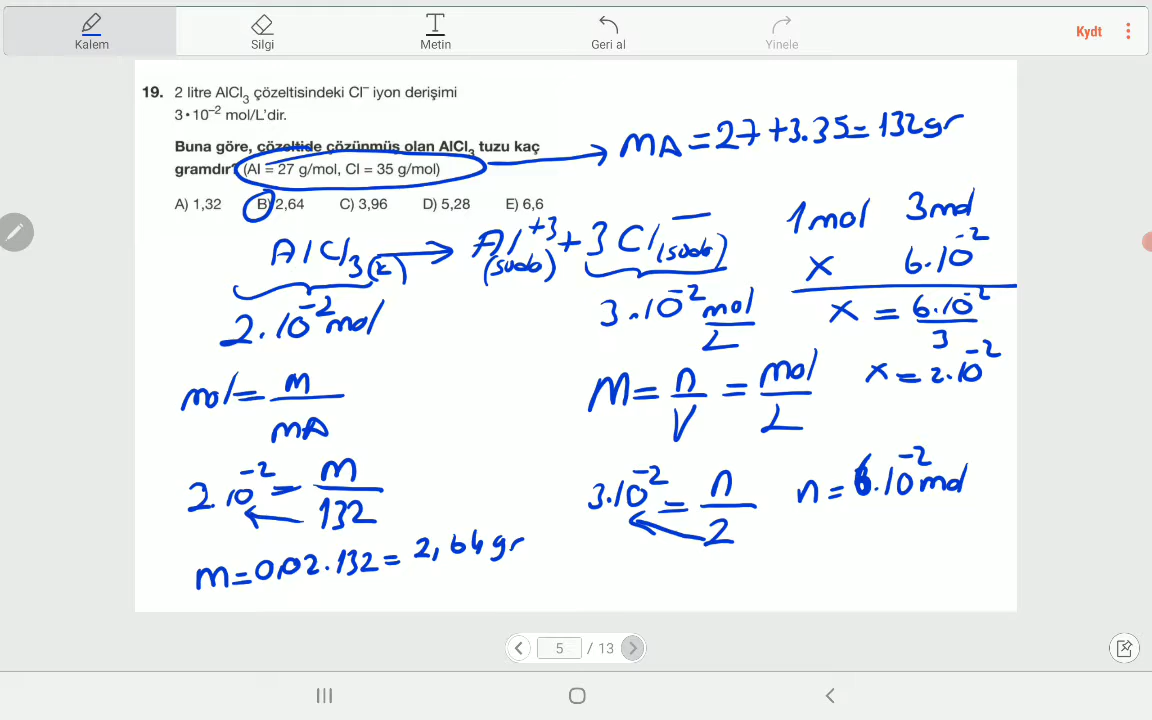 Kalem Silgi Metin Geri al Yinele Kydt
19. 2 litre AlCl₃ çözeltisindeki Cl⁻ iyon derişimi
3•10⁻² mol/L'dir.
Buna göre, çözeltide çözünmüş olan AlCl₃ tuzu kaç
gramdır? (Al = 27 g/mol, Cl = 35 g/mol)
A) 1,32 B) 2,64 C) 3,96 D) 5,28 E) 6,6
MA = 27 + 3.35 = 132 gr
AlCl₃(k) → Al⁺³(suda) + 3Cl⁻(suda)
2.10⁻² mol
3.10⁻² mol/L
1 mol 3 mol
x 6.10⁻²
x = 6.10⁻²/3
x = 2.10⁻²
mol = m/MA
M = n/V = mol/L
2.10⁻² = m/132
3.10⁻² = n/2
n = 6.10⁻² mol
m = 0,02.132 = 2,64 gr
5 / 13